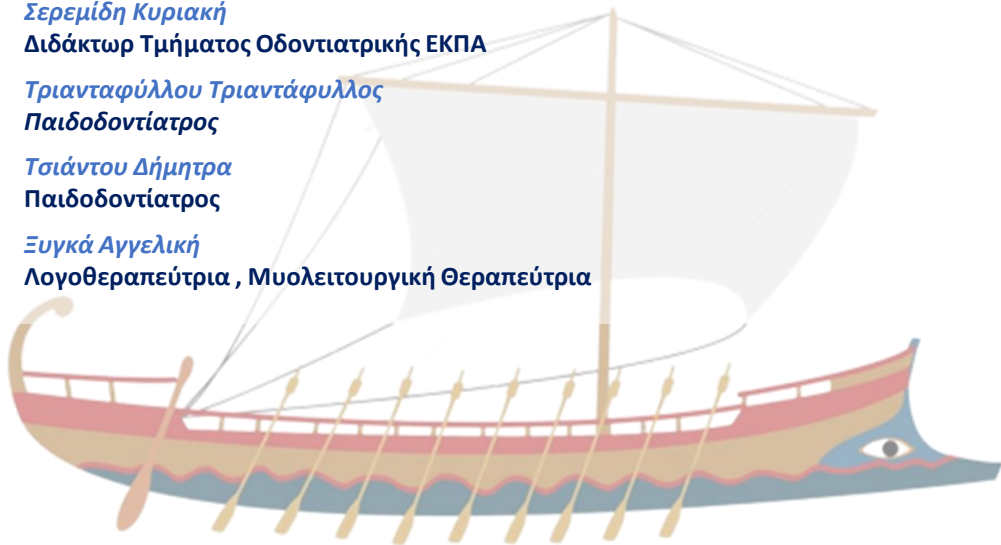 Σερεμίδη Κυριακή
Διδάκτωρ Τμήματος Οδοντιατρικής ΕΚΠΑ
Τριανταφύλλου Τριαντάφυλλος
Παιδοδοντίατρος
Τσιάντου Δήμητρα
Παιδοδοντίατρος
Ξυγκά Αγγελική
Λογοθεραπεύτρια , Μυολειτουργική Θεραπεύτρια